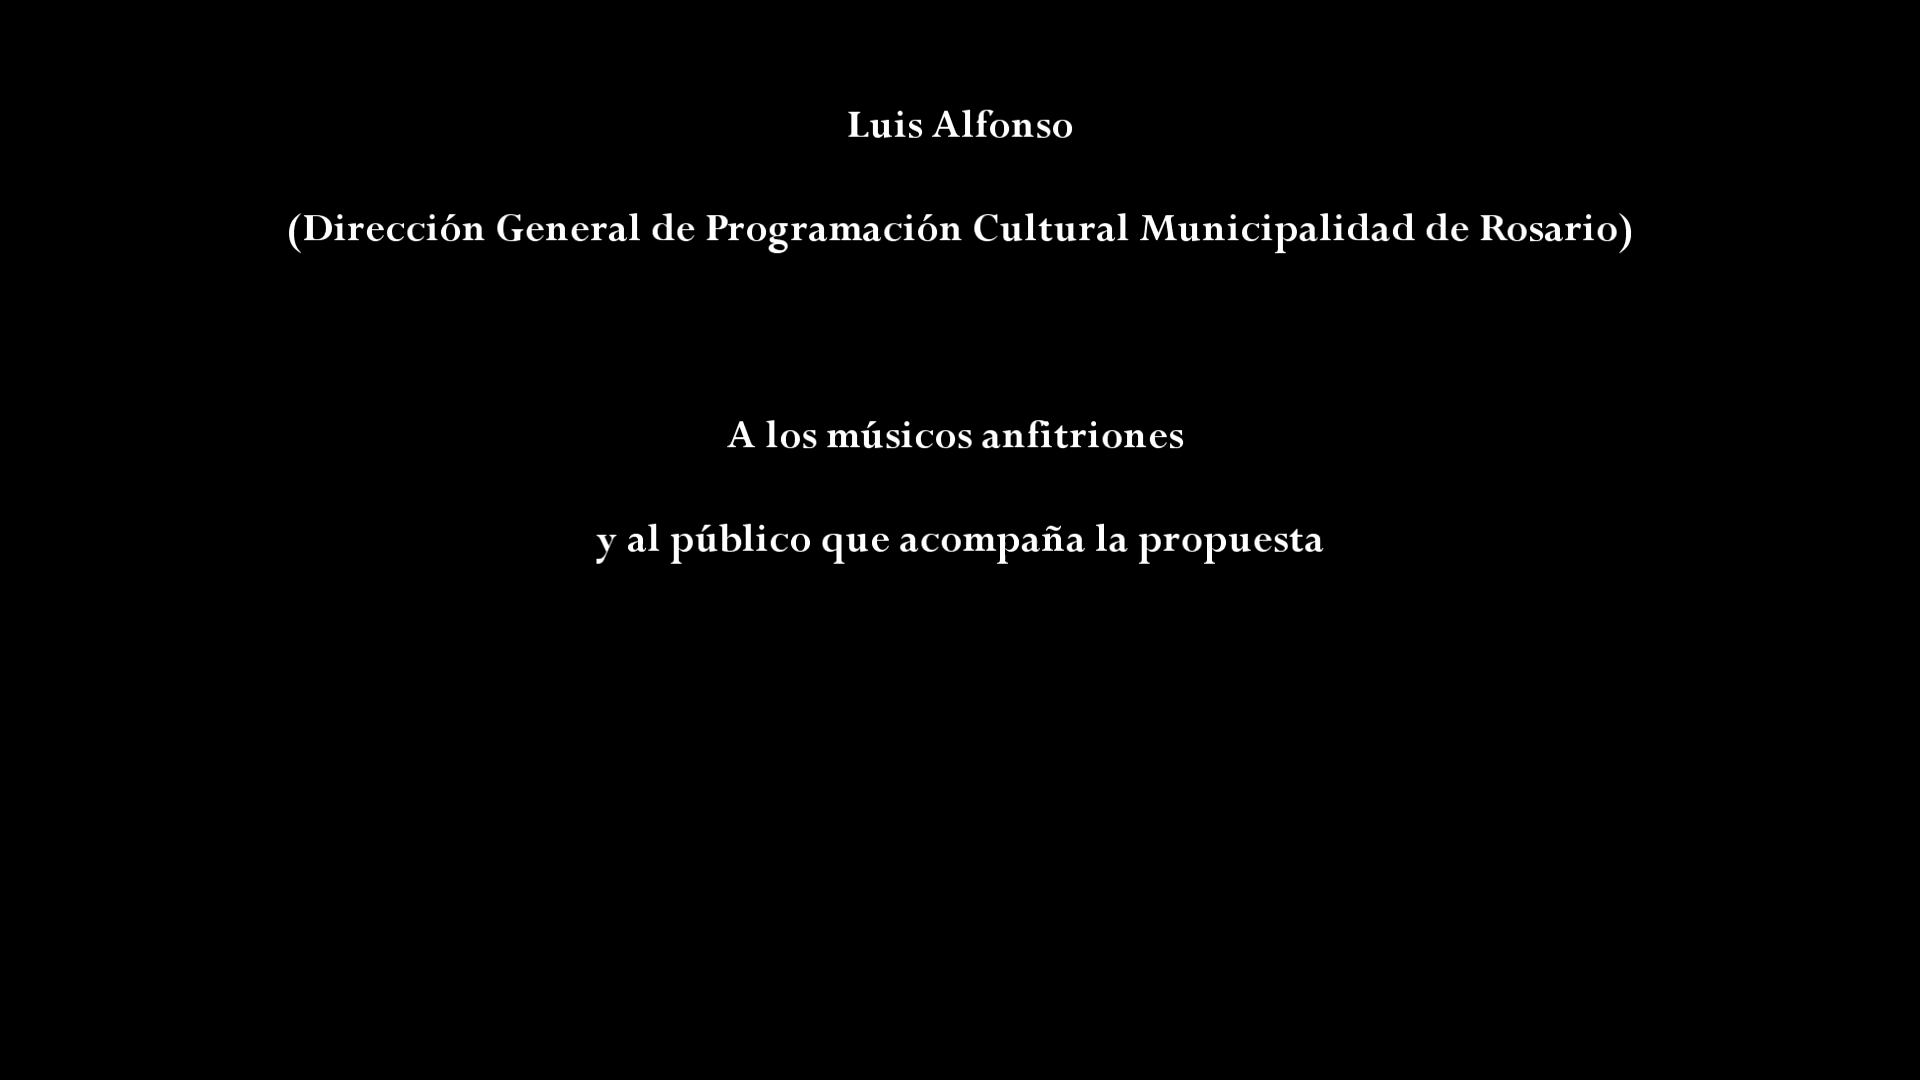 Luis Alfonso
(Dirección General de Programación Cultural Municipalidad de Rosario)
A los músicos anfitriones
y al público que acompaña la propuesta